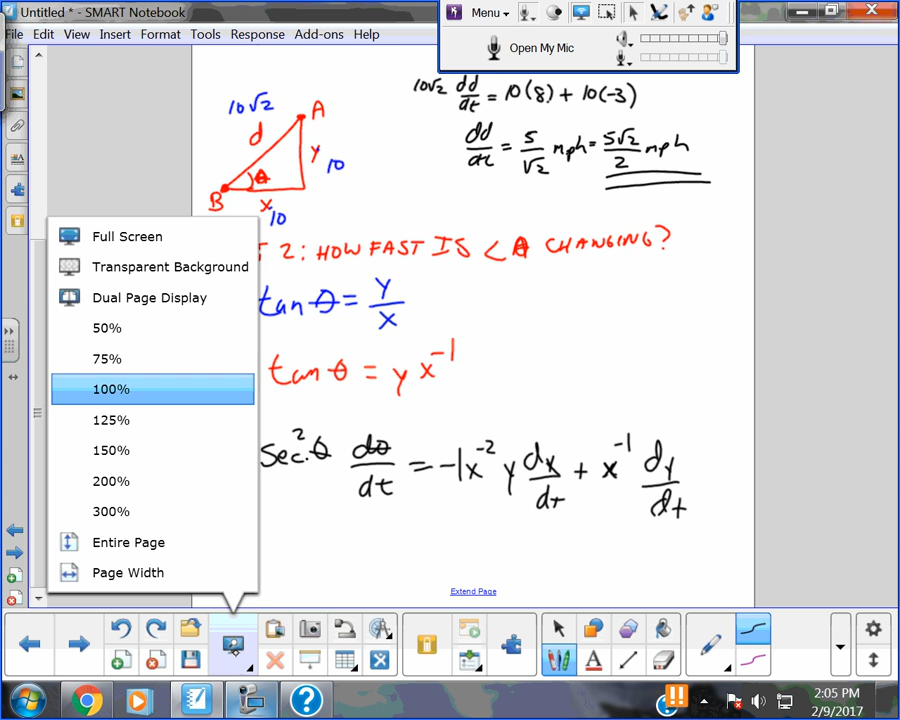 Untitled * - SMART Notebook
File Edit View Insert Format Tools Response Add-ons Help
Menu
Open My Mic
10√2 dd/dt = 10(8) + 10(-3)
dd/dt = 5/√2 mph = 5√2/2 mph
10√2
d
A
y
10
θ
B
x
10
2: HOW FAST IS <A CHANGING?
tan θ = y/x
tan θ = y x⁻¹
sec² θ dθ/dt = -1x⁻² y dx/dt + x⁻¹ dy/dt
Full Screen
Transparent Background
Dual Page Display
50%
75%
100%
125%
150%
200%
300%
Entire Page
Page Width
Extend Page
2:05 PM
2/9/2017